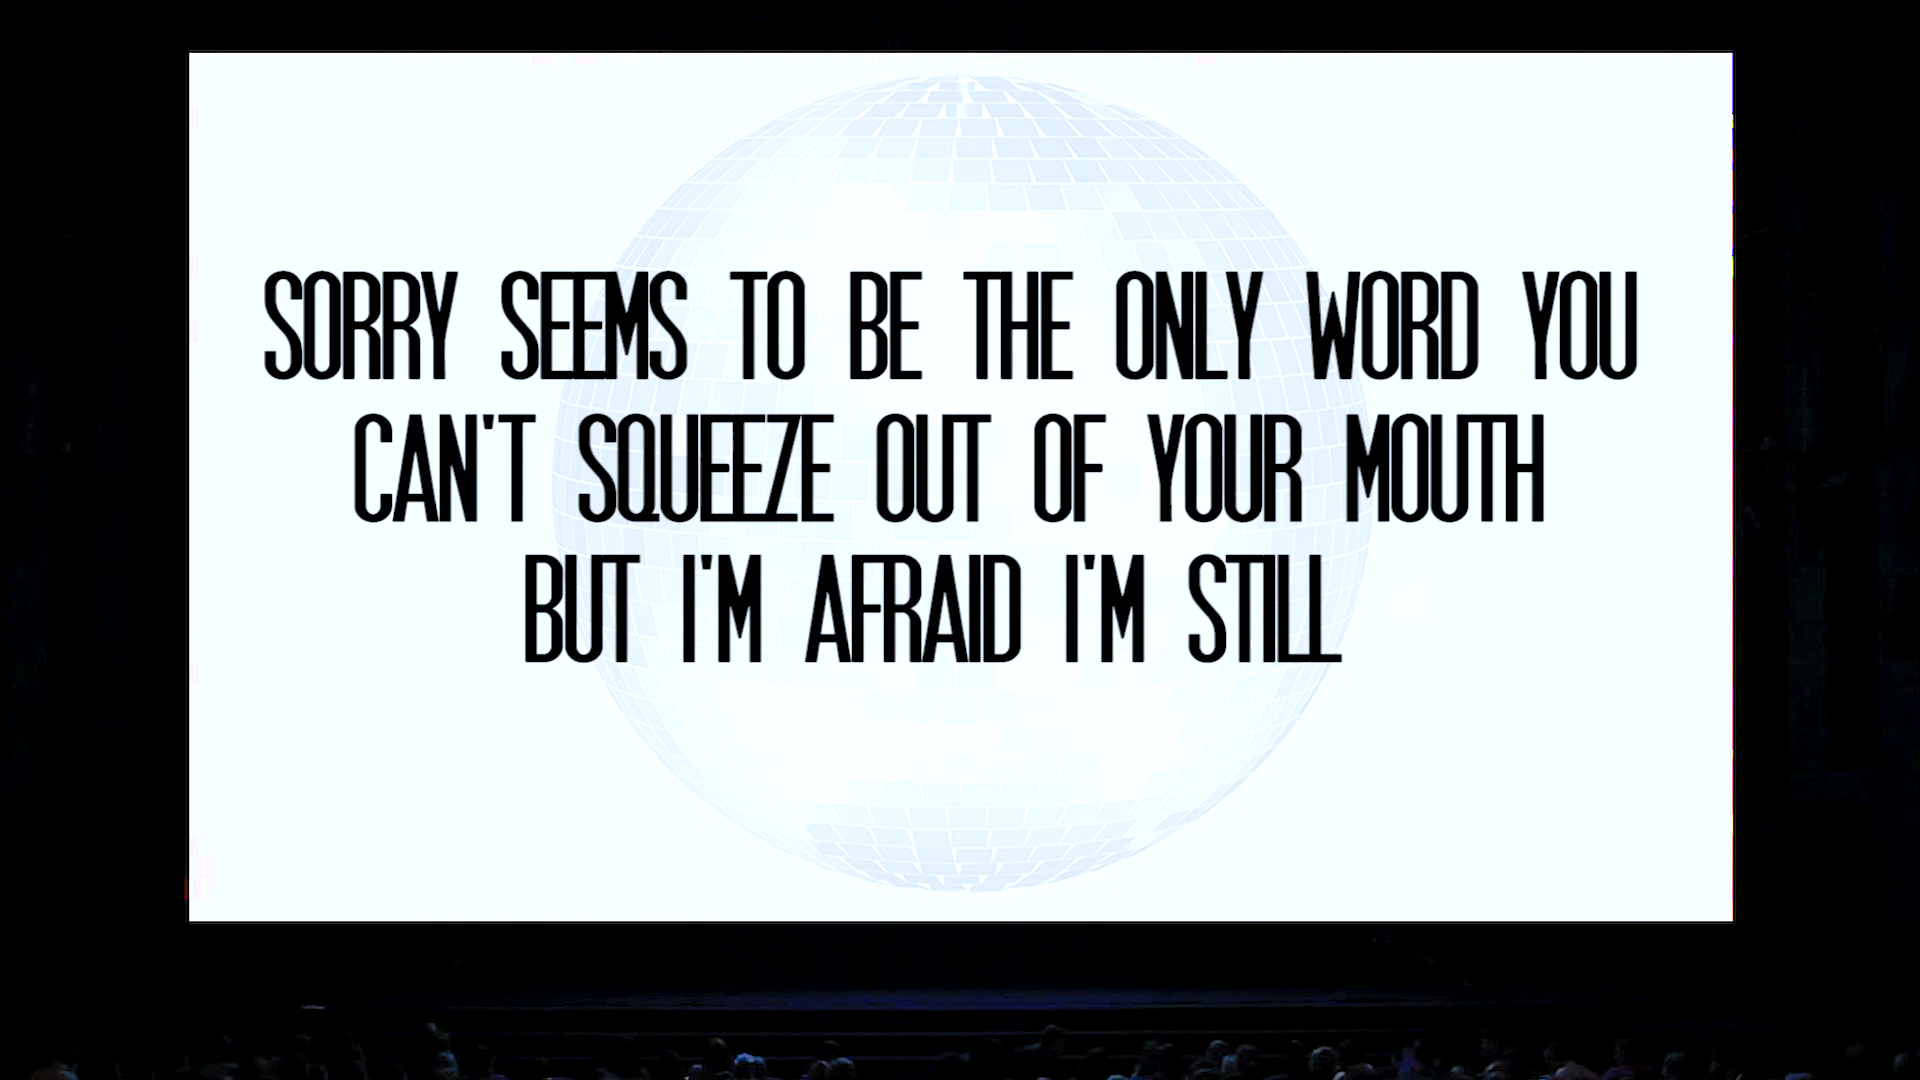 SORRY SEEMS TO BE THE ONLY WORD YOU
CAN'T SQUEEZE OUT OF YOUR MOUTH
BUT I'M AFRAID I'M STILL